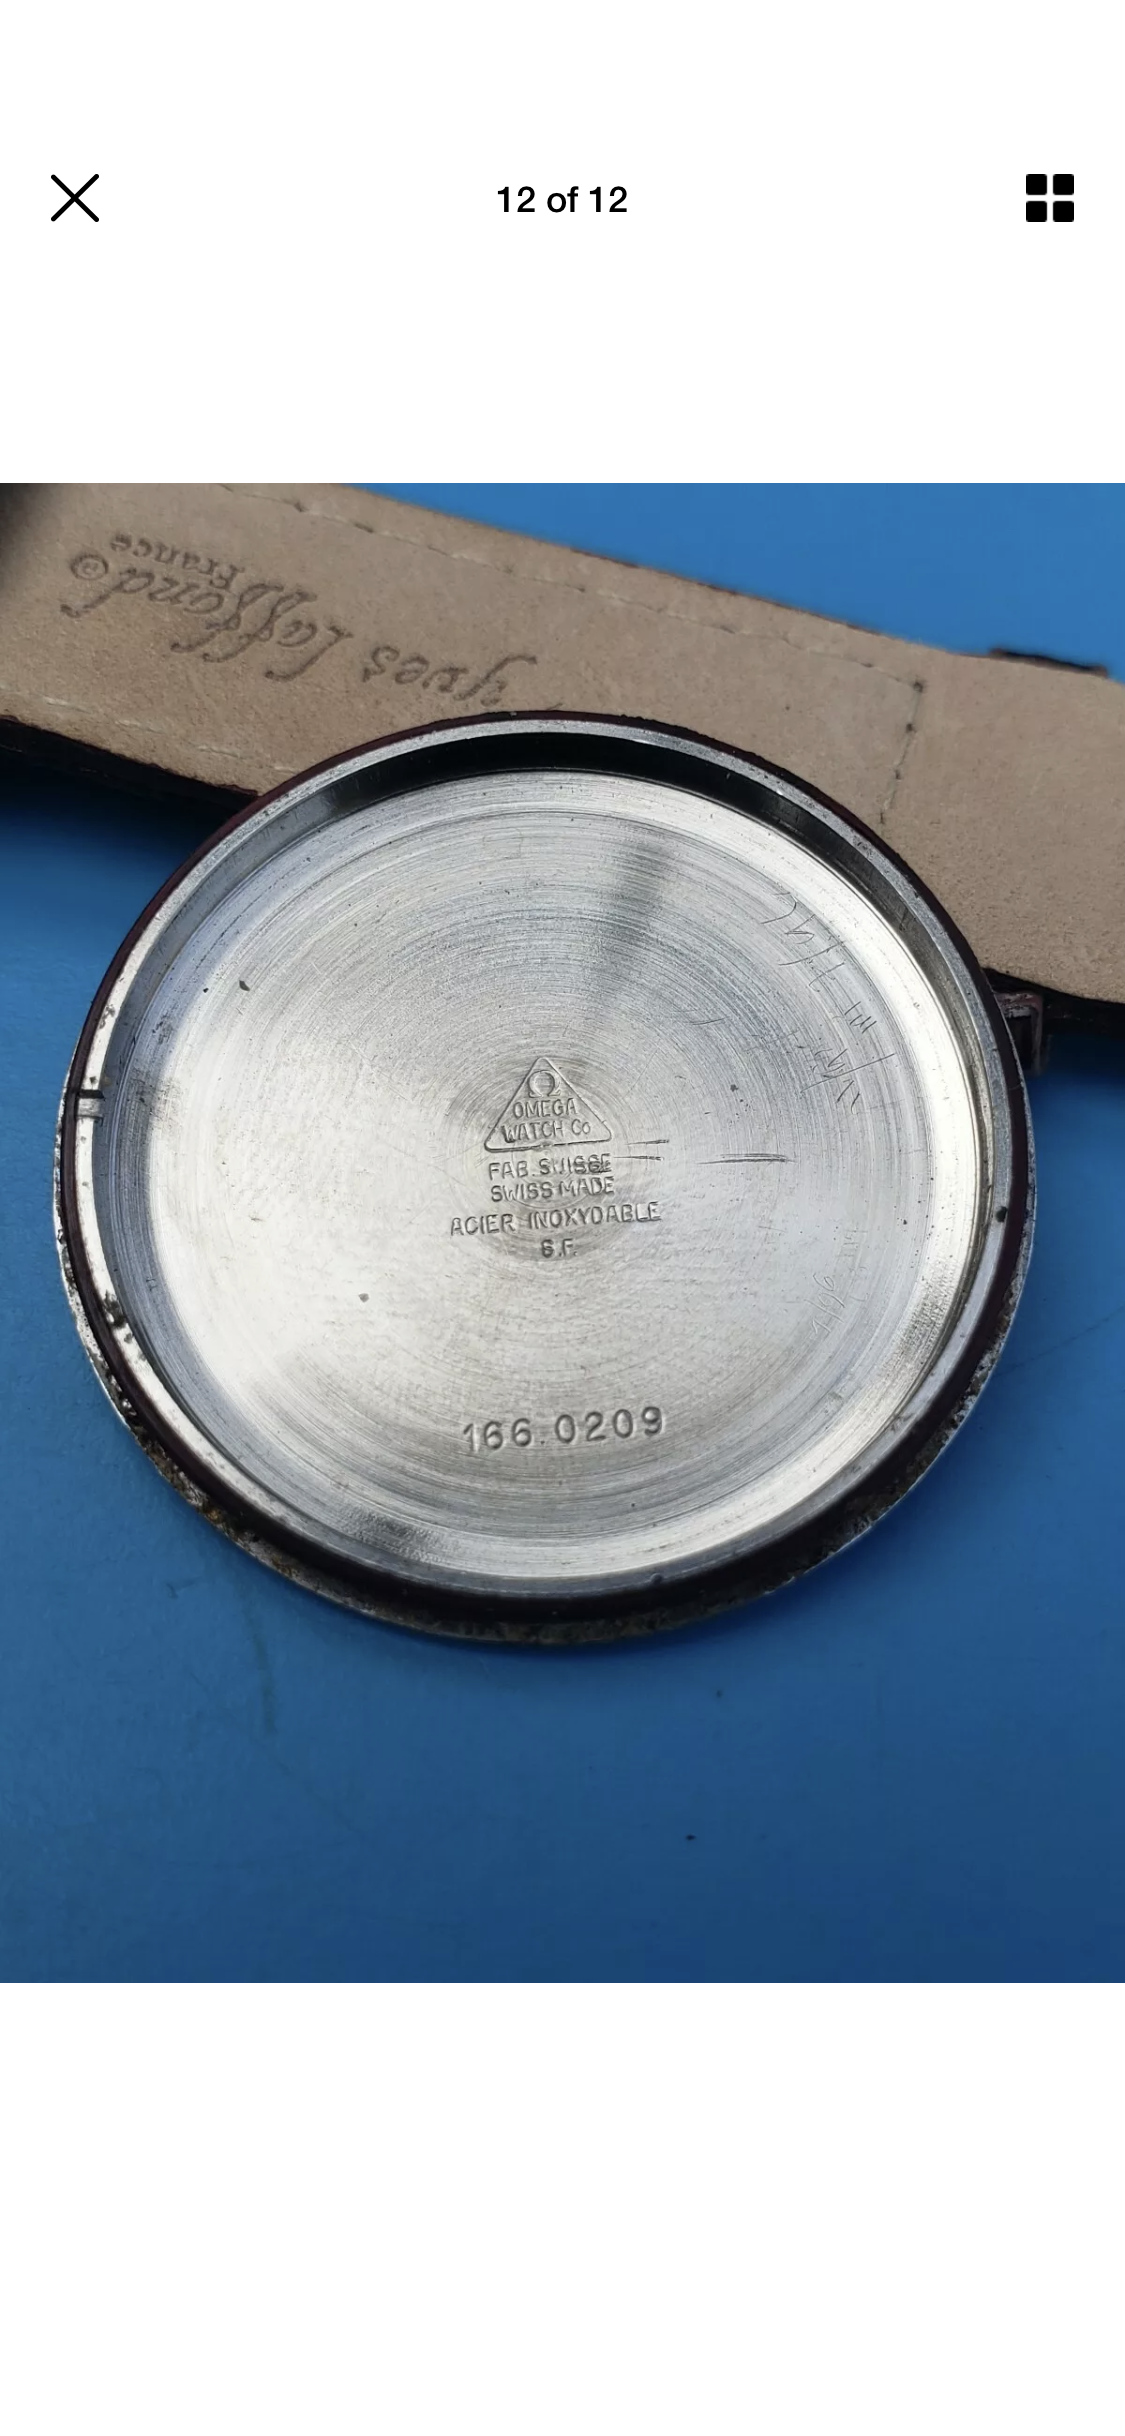 12 of 12
yves Laffond ®
France
Ω
OMEGA
WATCH Co
FAB. SUISSE
SWISS MADE
ACIER INOXYDABLE
S.F.
166.0209